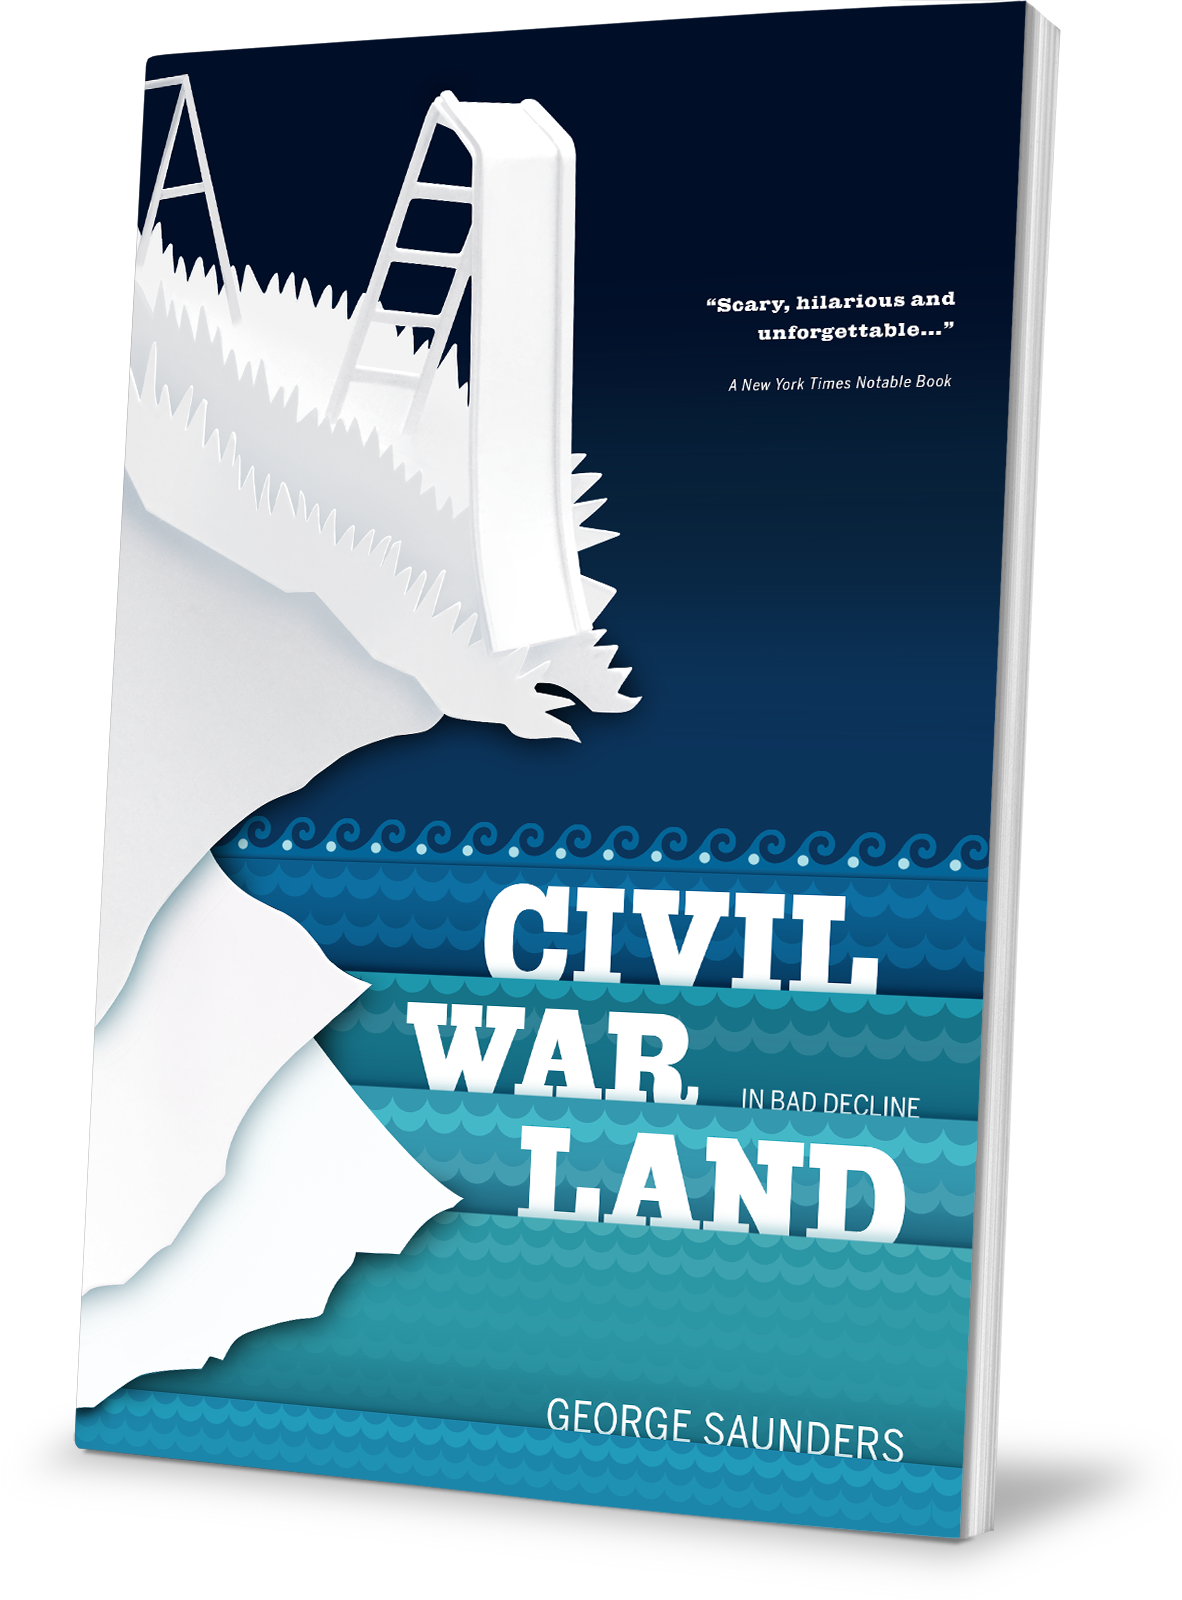 “Scary, hilarious and
unforgettable...”
A New York Times Notable Book
CIVIL
WAR
IN BAD DECLINE
LAND
GEORGE SAUNDERS